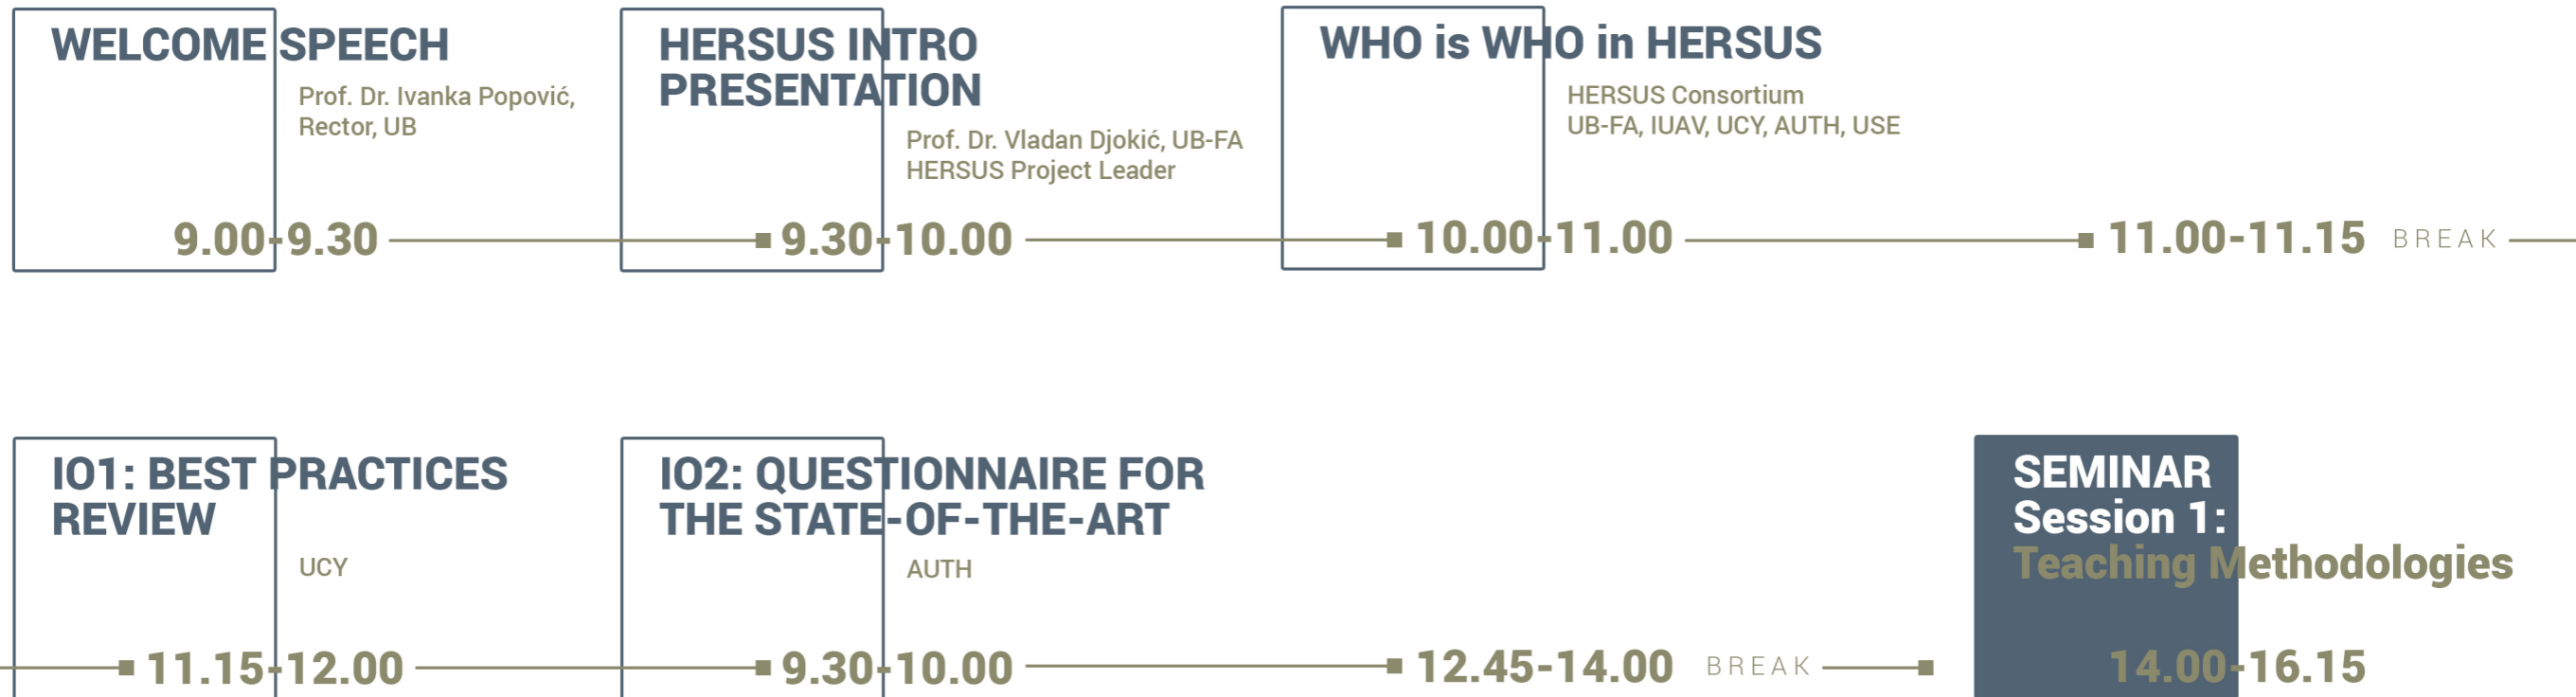 WELCOME SPEECH
Prof. Dr. Ivanka Popović,
Rector, UB
9.00-9.30
HERSUS INTRO
PRESENTATION
Prof. Dr. Vladan Djokić, UB-FA
HERSUS Project Leader
9.30-10.00
WHO is WHO in HERSUS
HERSUS Consortium
UB-FA, IUAV, UCY, AUTH, USE
10.00-11.00
11.00-11.15 BREAK
IO1: BEST PRACTICES
REVIEW
UCY
11.15-12.00
IO2: QUESTIONNAIRE FOR
THE STATE-OF-THE-ART
AUTH
9.30-10.00
12.45-14.00 BREAK
SEMINAR
Session 1:
Teaching Methodologies
14.00-16.15